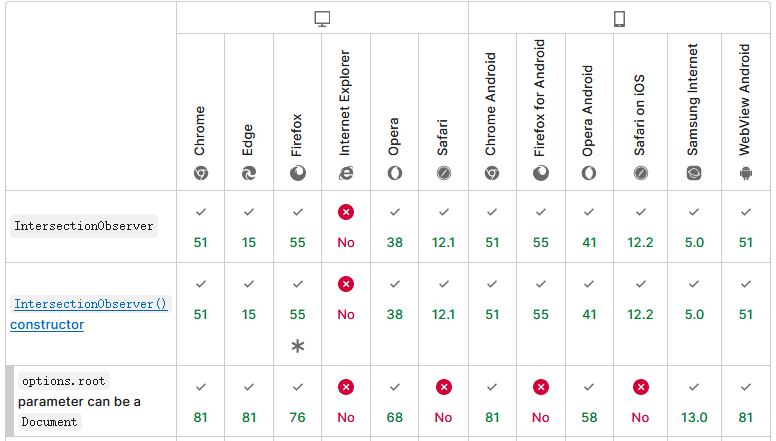 Chrome
Edge
Firefox
Internet Explorer
Opera
Safari
Chrome Android
Firefox for Android
Opera Android
Safari on iOS
Samsung Internet
WebView Android
IntersectionObserver
51 15 55 No 38 12.1 51 55 41 12.2 5.0 51
IntersectionObserver()
constructor
51 15 55 No 38 12.1 51 55 41 12.2 5.0 51
*
options.root
parameter can be a
Document
81 81 76 No 68 No 81 No 58 No 13.0 81